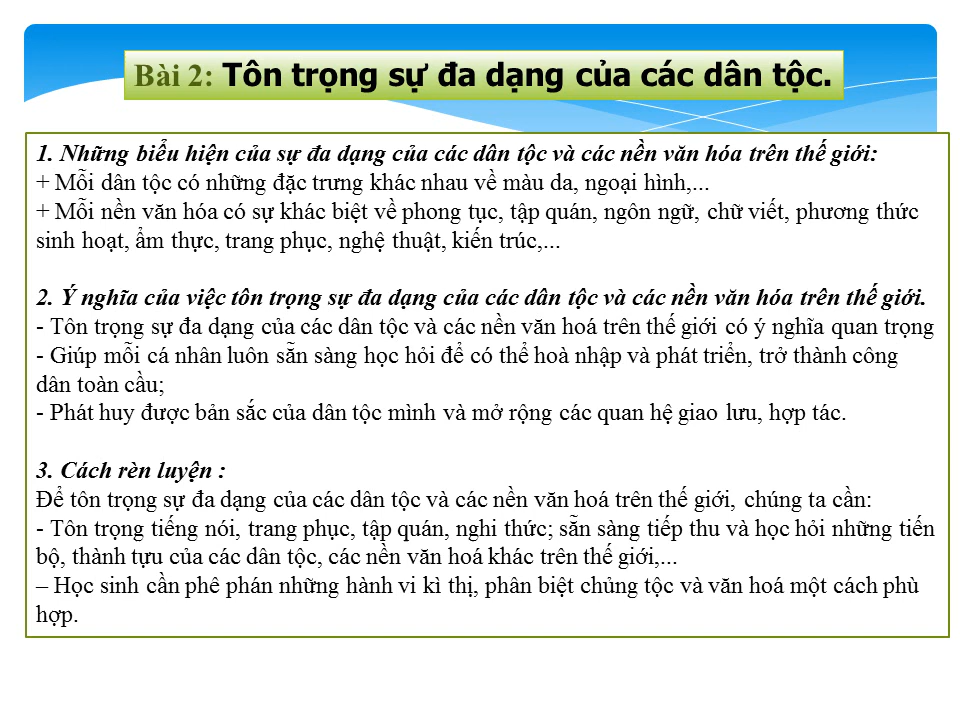 Bài 2: Tôn trọng sự đa dạng của các dân tộc.
1. Những biểu hiện của sự đa dạng của các dân tộc và các nền văn hóa trên thế giới:
+ Mỗi dân tộc có những đặc trưng khác nhau về màu da, ngoại hình,...
+ Mỗi nền văn hóa có sự khác biệt về phong tục, tập quán, ngôn ngữ, chữ viết, phương thức
sinh hoạt, ẩm thực, trang phục, nghệ thuật, kiến trúc,...
2. Ý nghĩa của việc tôn trọng sự đa dạng của các dân tộc và các nền văn hóa trên thế giới.
- Tôn trọng sự đa dạng của các dân tộc và các nền văn hoá trên thế giới có ý nghĩa quan trọng
- Giúp mỗi cá nhân luôn sẵn sàng học hỏi để có thể hoà nhập và phát triển, trở thành công
dân toàn cầu;
- Phát huy được bản sắc của dân tộc mình và mở rộng các quan hệ giao lưu, hợp tác.
3. Cách rèn luyện :
Để tôn trọng sự đa dạng của các dân tộc và các nền văn hoá trên thế giới, chúng ta cần:
- Tôn trọng tiếng nói, trang phục, tập quán, nghi thức; sẵn sàng tiếp thu và học hỏi những tiến
bộ, thành tựu của các dân tộc, các nền văn hoá khác trên thế giới,...
– Học sinh cần phê phán những hành vi kì thị, phân biệt chủng tộc và văn hoá một cách phù
hợp.